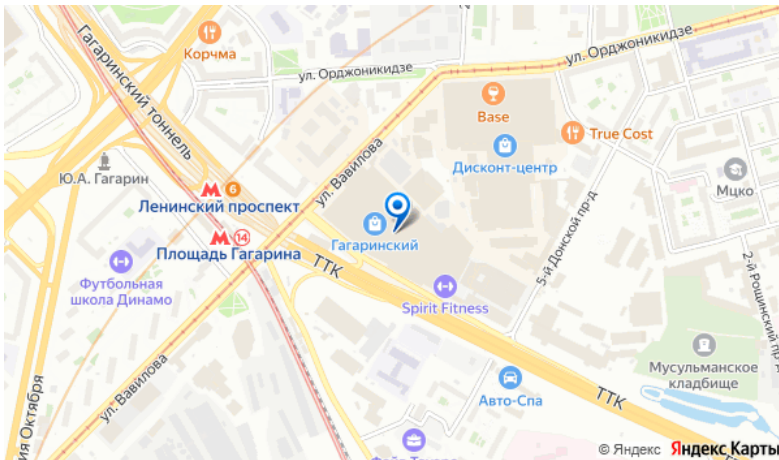 Корчма
ул. Орджоникидзе
ул. Орджоникидзе
Гагаринский тоннель
Base
True Cost
Дисконт-центр
ул. Вавилова
Ю.А. Гагарин
6
Ленинский проспект
Мцко
14
Площадь Гагарина
Гагаринский
5-й Донской пр-д
2-й Рощинский пр-д
ТТК
Футбольная
школа Динамо
Spirit Fitness
Мусульманское
кладбище
Авто-Спа
ТТК
ул. Вавилова
Октября
© Яндекс Яндекс Карты